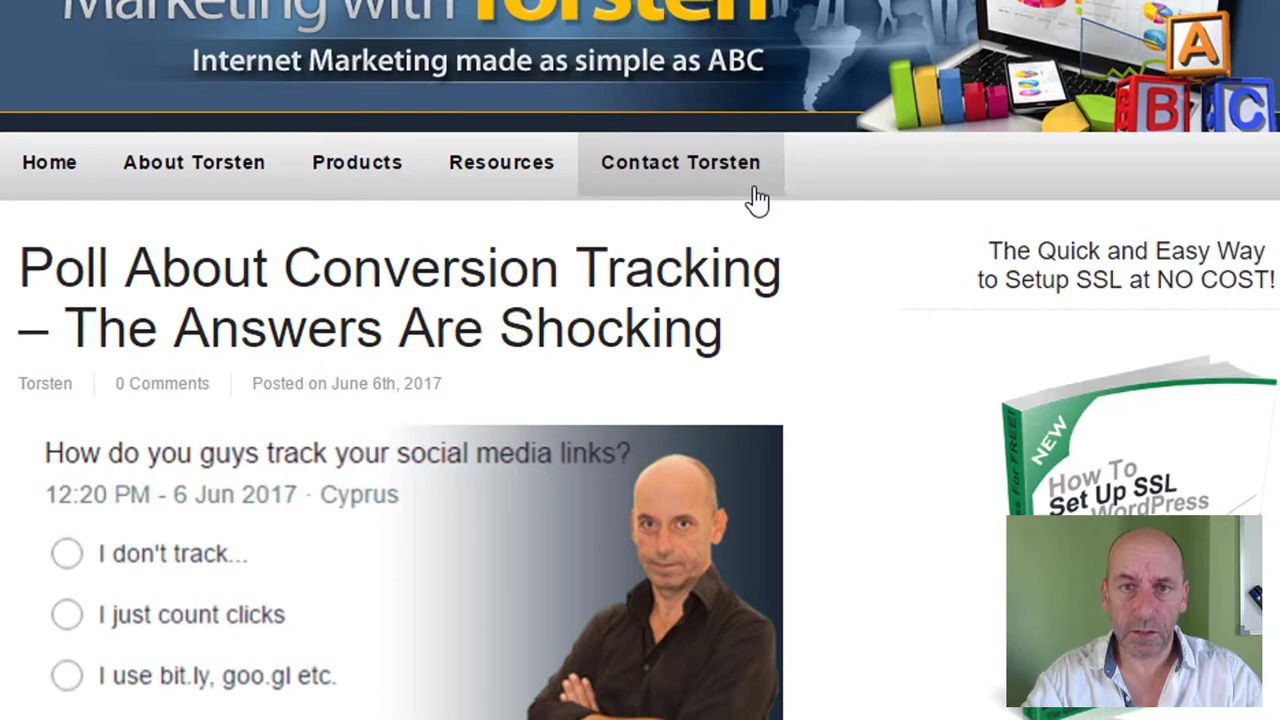 Marketing with Torsten
Internet Marketing made as simple as ABC
A
B
C
Home
About Torsten
Products
Resources
Contact Torsten
Poll About Conversion Tracking
– The Answers Are Shocking
Torsten
0 Comments
Posted on June 6th, 2017
The Quick and Easy Way
to Setup SSL at NO COST!
How do you guys track your social media links?
12:20 PM - 6 Jun 2017 · Cyprus
I don't track...
I just count clicks
I use bit.ly, goo.gl etc.
NEW
How To
Set Up SSL
WordPress
For FREE!